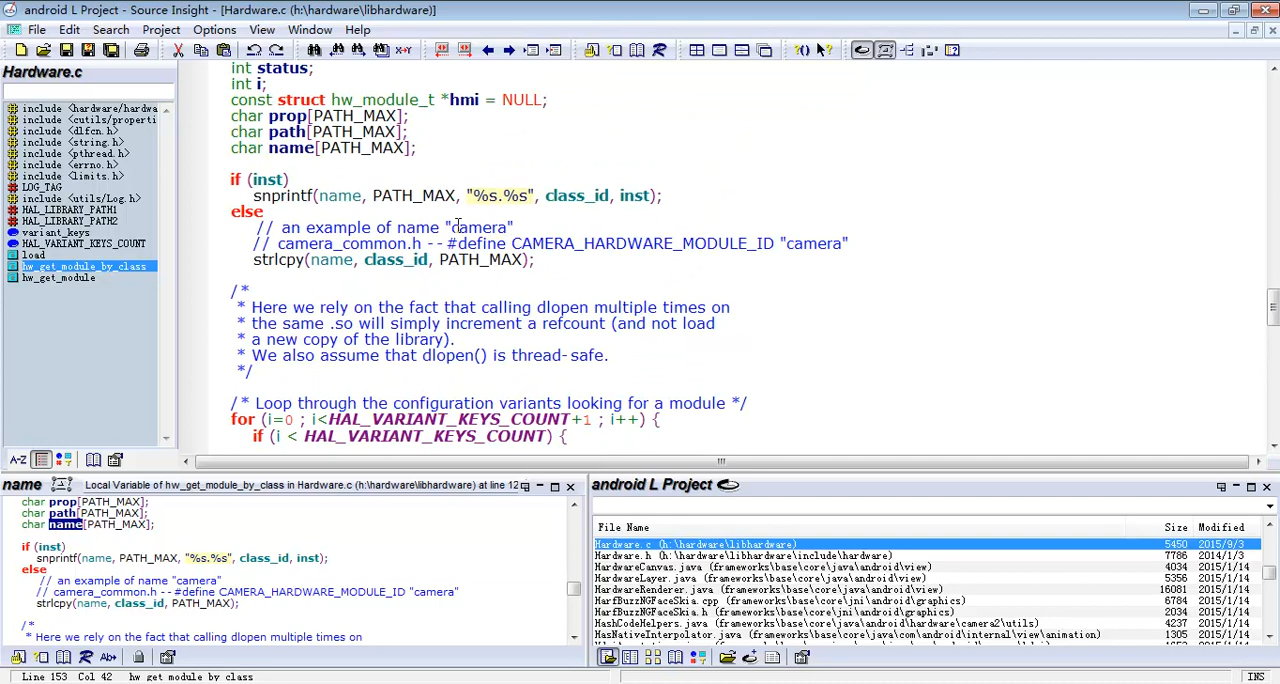 android L Project - Source Insight - [Hardware.c (h:\hardware\libhardware)]
File Edit Search Project Options View Window Help
Hardware.c
include <hardware/hardwa
include <cutils/properti
include <dlfcn.h>
include <string.h>
include <pthread.h>
include <errno.h>
include <limits.h>
LOG_TAG
include <utils/Log.h>
HAL_LIBRARY_PATH1
HAL_LIBRARY_PATH2
variant_keys
HAL_VARIANT_KEYS_COUNT
load
hw_get_module_by_class
hw_get_module
int status;
int i;
const struct hw_module_t *hmi = NULL;
char prop[PATH_MAX];
char path[PATH_MAX];
char name[PATH_MAX];
if (inst)
snprintf(name, PATH_MAX, "%s.%s", class_id, inst);
else
// an example of name "camera"
// camera_common.h -- #define CAMERA_HARDWARE_MODULE_ID "camera"
strlcpy(name, class_id, PATH_MAX);
/*
* Here we rely on the fact that calling dlopen multiple times on
* the same .so will simply increment a refcount (and not load
* a new copy of the library).
* We also assume that dlopen() is thread-safe.
*/
/* Loop through the configuration variants looking for a module */
for (i=0 ; i<HAL_VARIANT_KEYS_COUNT+1 ; i++) {
if (i < HAL_VARIANT_KEYS_COUNT) {
A-Z
name Local Variable of hw_get_module_by_class in Hardware.c (h:\hardware\libhardware) at line 12
char prop[PATH_MAX];
char path[PATH_MAX];
char name[PATH_MAX];
if (inst)
snprintf(name, PATH_MAX, "%s.%s", class_id, inst);
else
// an example of name "camera"
// camera_common.h -- #define CAMERA_HARDWARE_MODULE_ID "camera"
strlcpy(name, class_id, PATH_MAX);
/*
* Here we rely on the fact that calling dlopen multiple times on
android L Project
File Name Size Modified
Hardware.c (h:\hardware\libhardware) 5450 2015/9/3
Hardware.h (h:\hardware\include\hardware) 7786 2014/1/3
HardwareCanvas.java (frameworks\base\core\java\android\view) 4034 2015/1/14
HardwareLayer.java (frameworks\base\core\java\android\view) 5356 2015/1/14
HardwareRenderer.java (frameworks\base\core\java\android\view) 16081 2015/1/14
HarfBuzzNGFaceSkia.cpp (frameworks\base\core\jni\android\graphics) 6784 2015/1/14
HarfBuzzNGFaceSkia.h (frameworks\base\core\jni\android\graphics) 2034 2015/1/14
HashCodeHelpers.java (frameworks\base\core\java\android\hardware\camera2\utils) 4237 2015/1/14
HasNativeInterpolator.java (frameworks\base\core\java\com\android\internal\view\animation) 1305 2015/1/14
Line 153 Col 42 hw_get_module_by_class INS